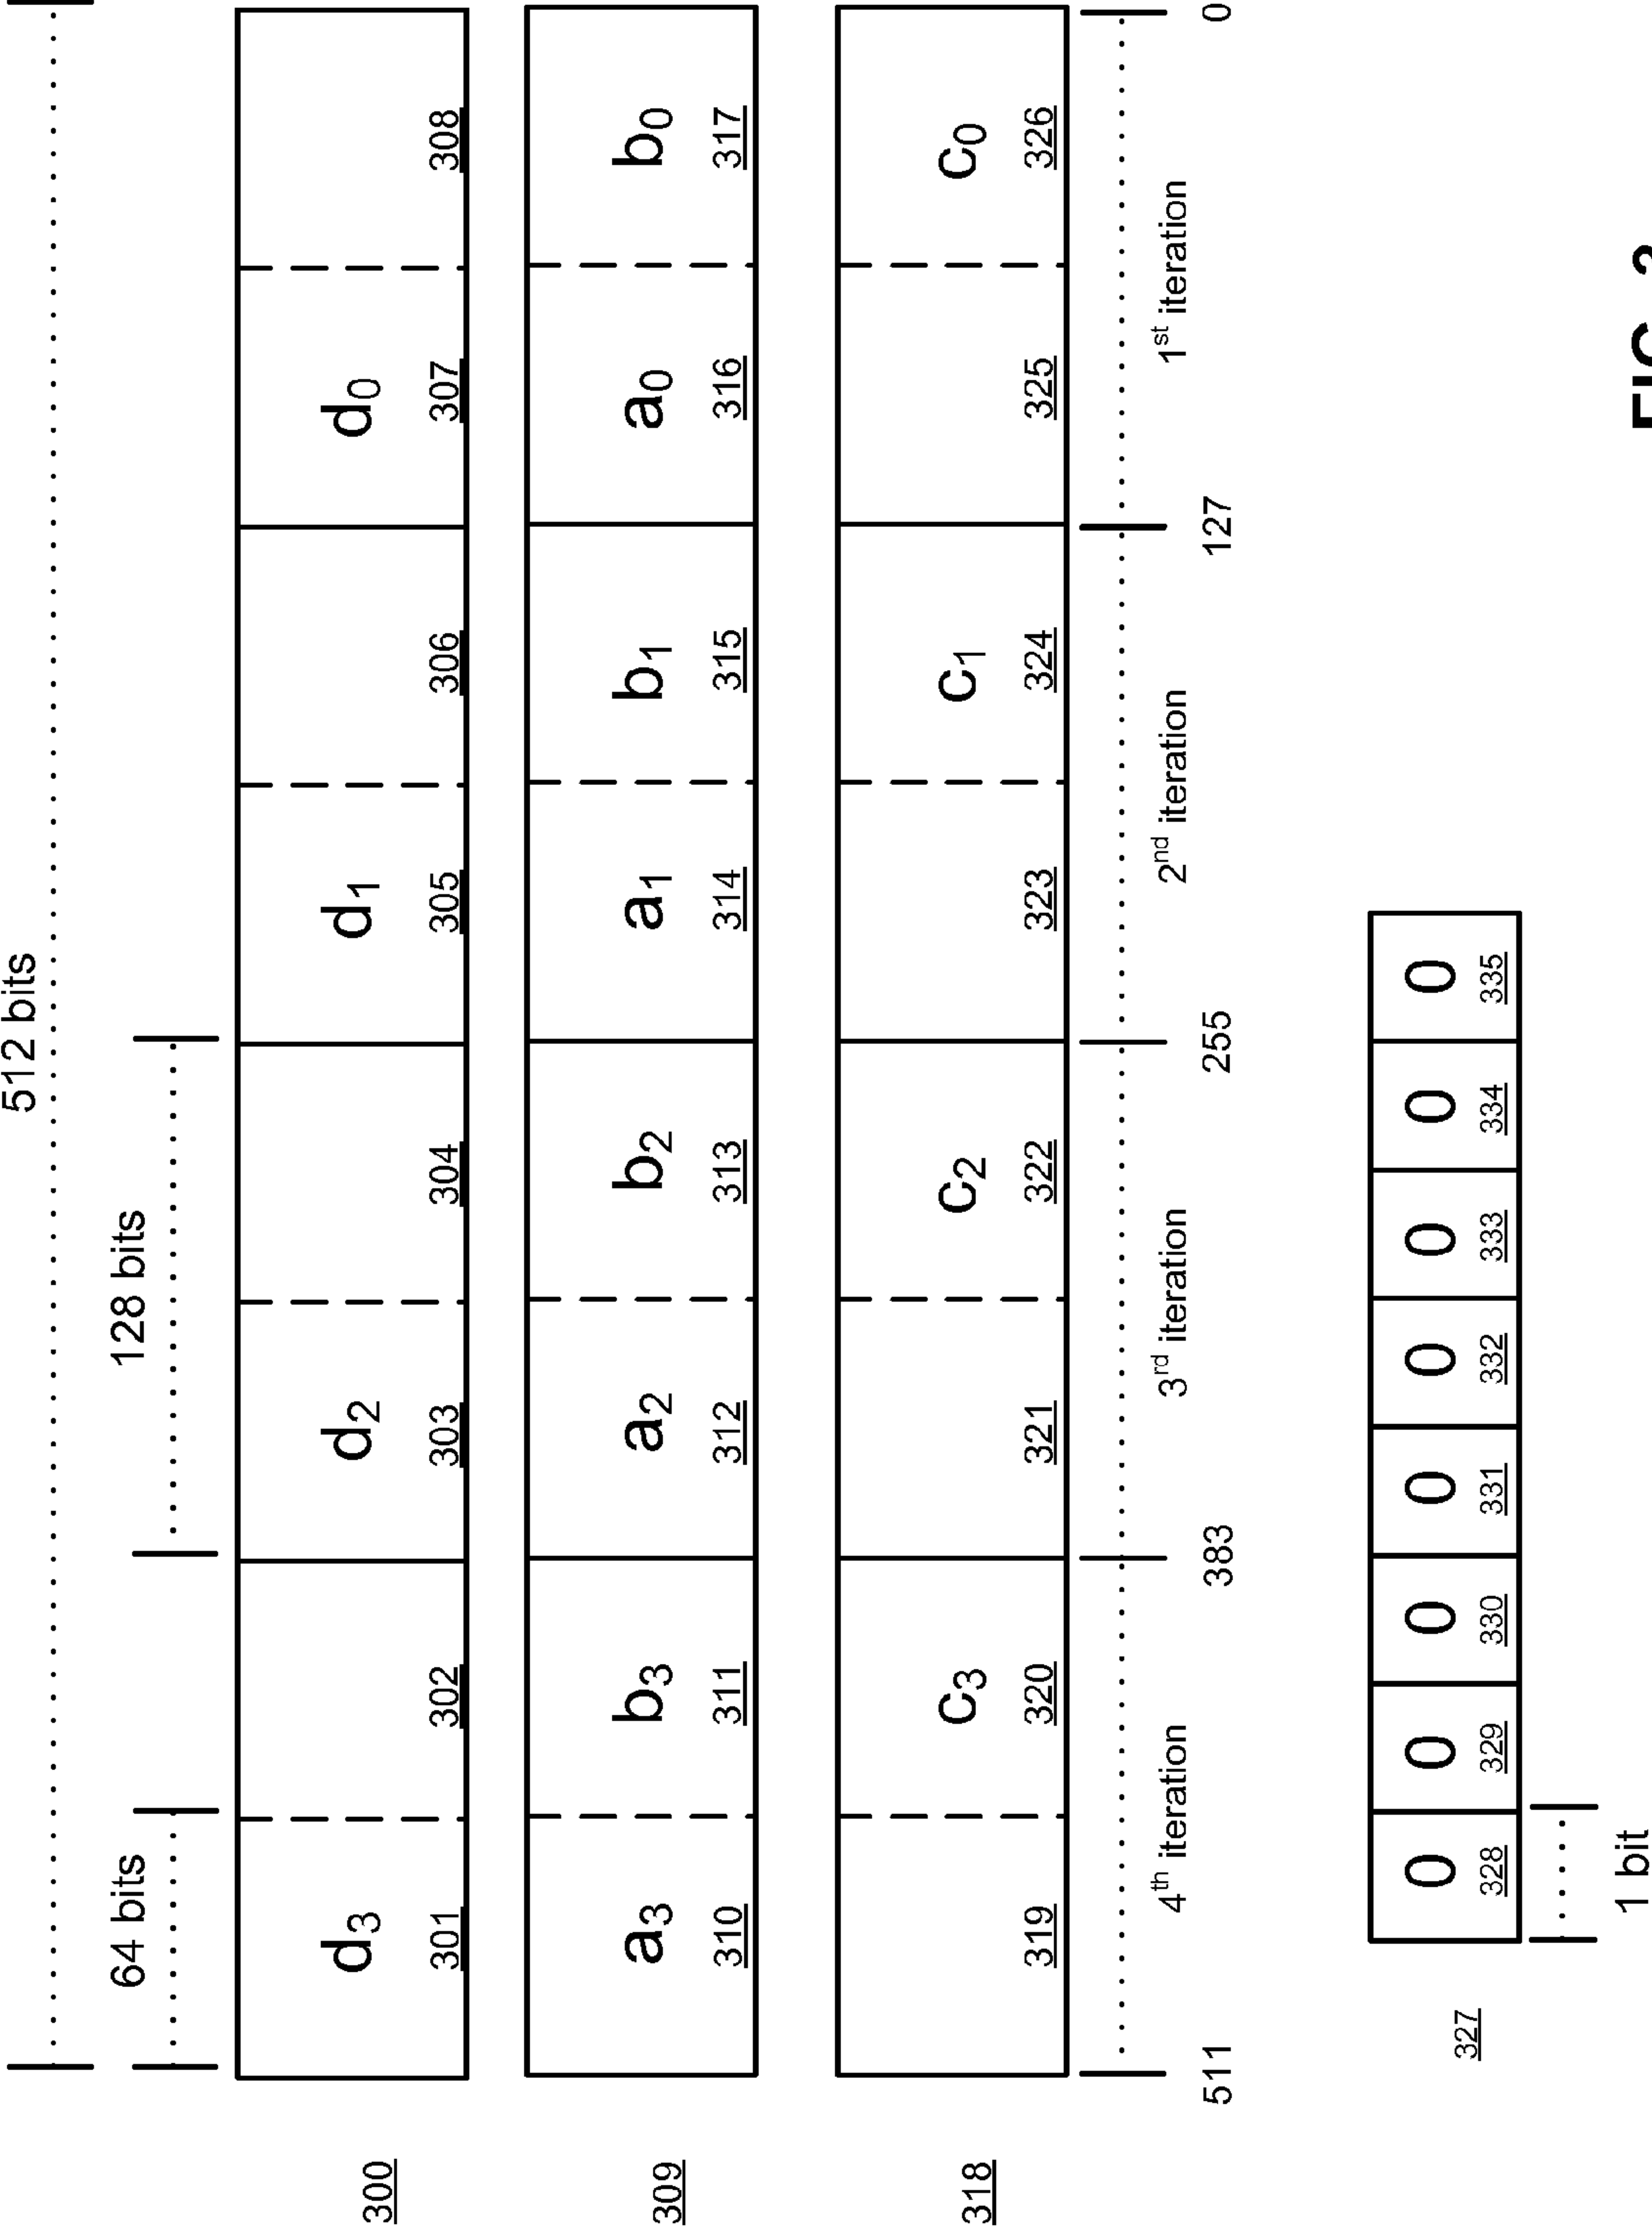 512 bits
64 bits 128 bits
300 d3 301 302 d2 303 304 d1 305 306 d0 307 308
309 a3 310 b3 311 a2 312 b2 313 a1 314 b1 315 a0 316 b0 317
318 319 c3 320 321 c2 322 323 c1 324 325 c0 326
4th iteration 3rd iteration 2nd iteration 1st iteration
511 383 255 127 0
327 0 328 0 329 0 330 0 331 0 332 0 333 0 334 0 335
1 bit